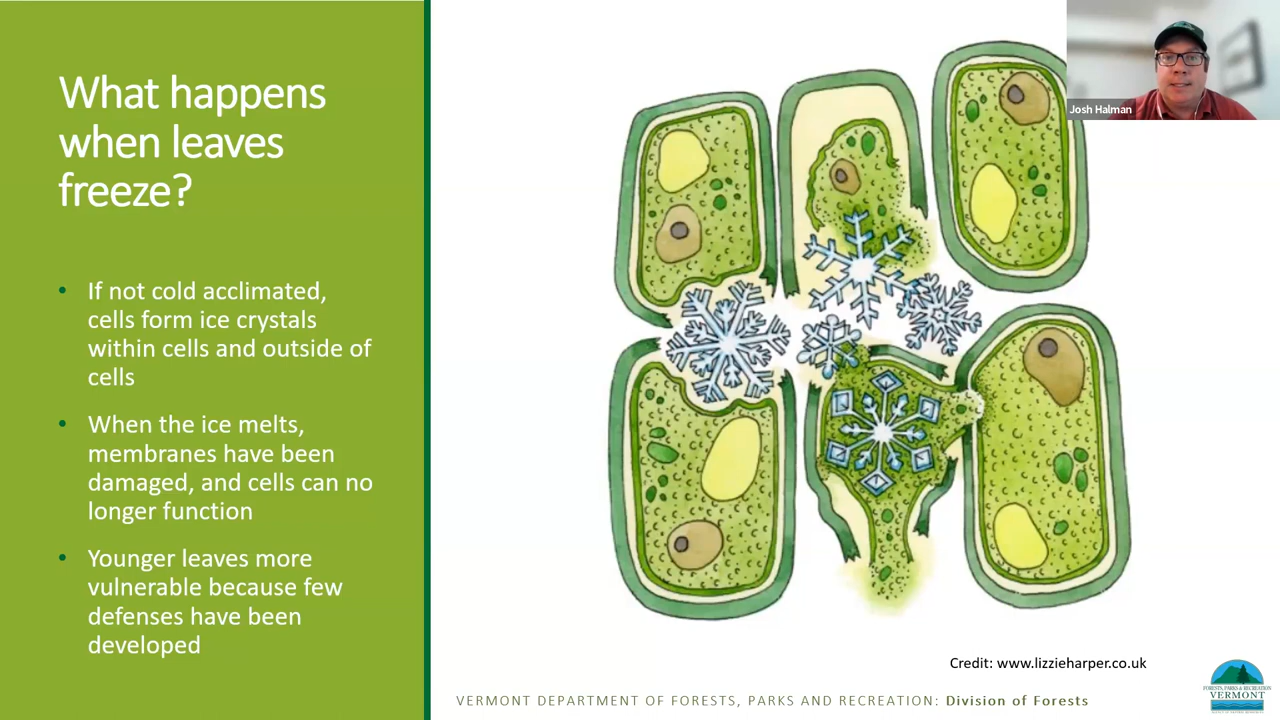 What happens
when leaves
freeze?
• If not cold acclimated,
cells form ice crystals
within cells and outside of
cells
• When the ice melts,
membranes have been
damaged, and cells can no
longer function
• Younger leaves more
vulnerable because few
defenses have been
developed
Josh Halman
Credit: www.lizzieharper.co.uk
VERMONT DEPARTMENT OF FORESTS, PARKS AND RECREATION: Division of Forests
FORESTS, PARKS & RECREATION
VERMONT